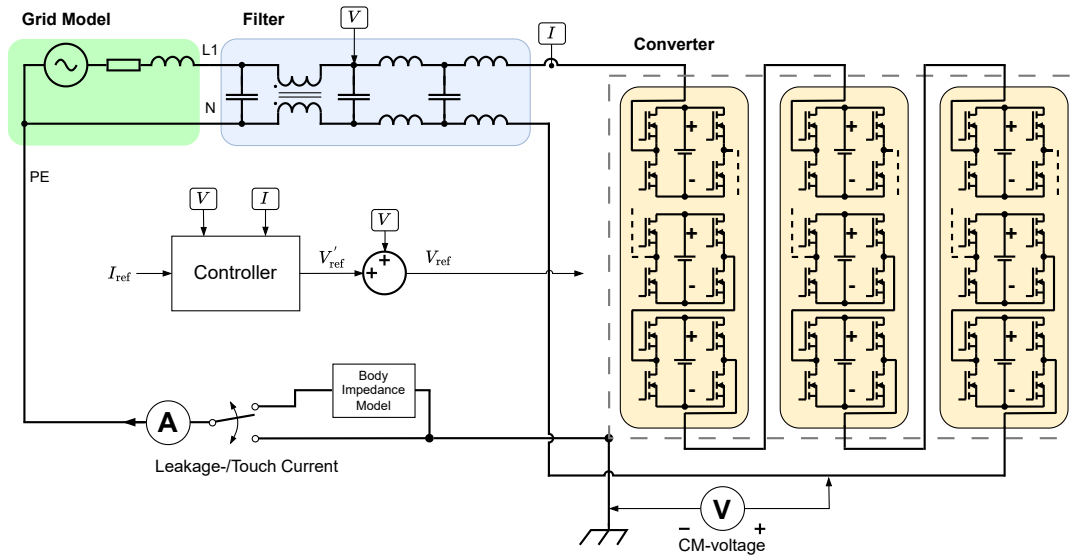 Grid Model
Filter
V
I
Converter
L1
N
PE
V
I
V
I_ref
Controller
V'_ref
+
+
V_ref
+
-
+
-
+
-
+
-
+
-
+
-
+
-
+
-
+
-
Body
Impedance
Model
A
Leakage-/Touch Current
V
–
+
CM-voltage